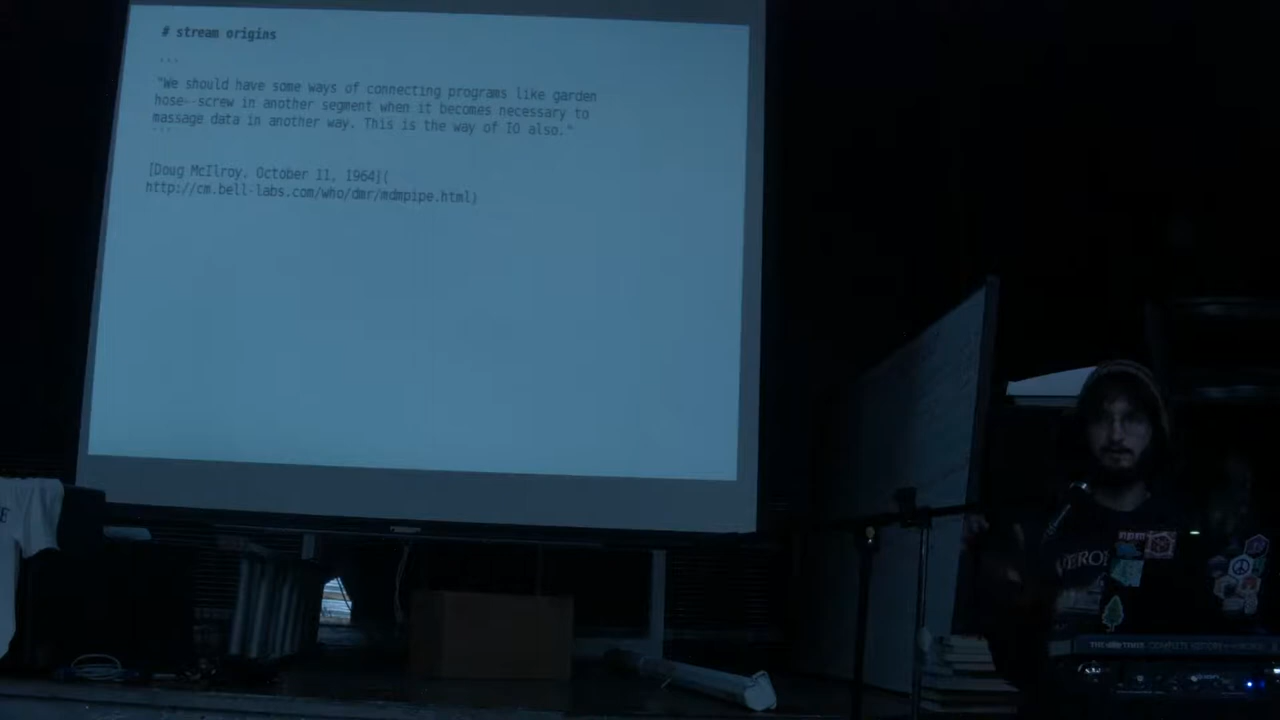 # stream origins
```
"We should have some ways of connecting programs like garden
hose--screw in another segment when it becomes necessary to
massage data in another way. This is the way of IO also."
```
[Doug McIlroy, October 11, 1964](
http://cm.bell-labs.com/who/dmr/mdmpipe.html)